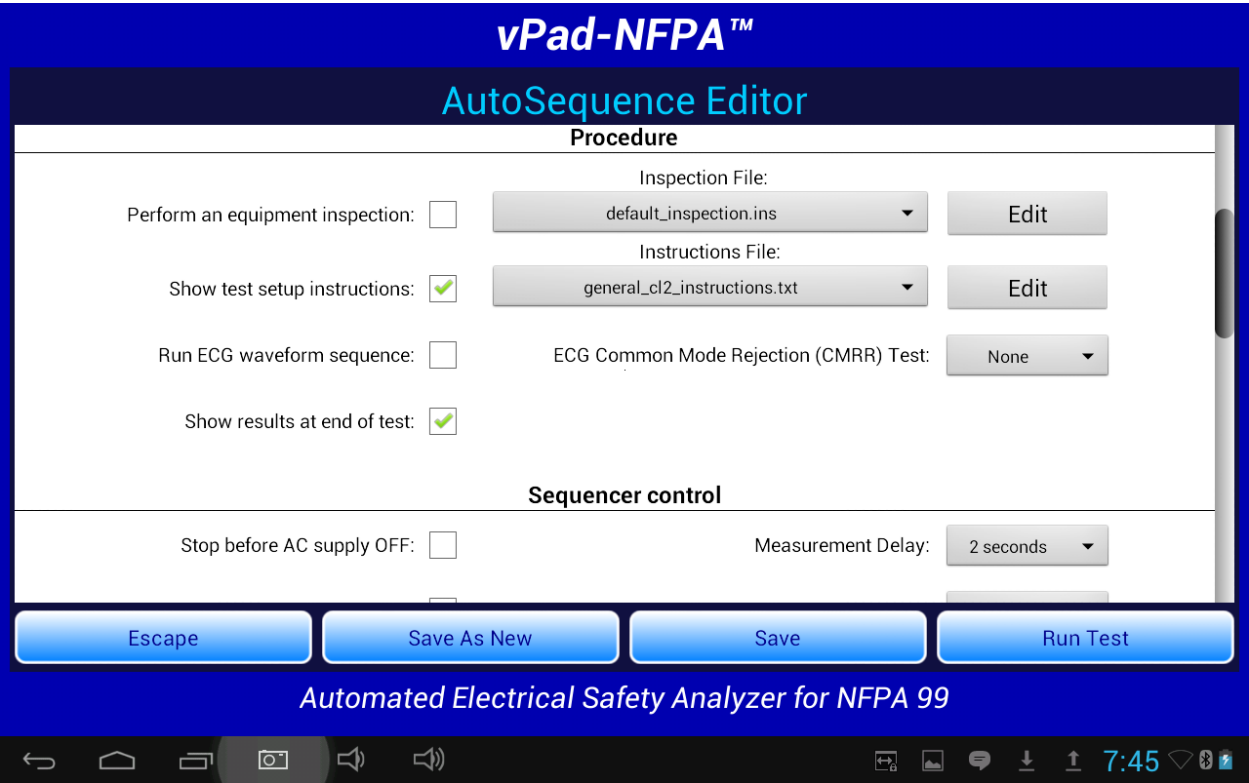 vPad-NFPA™
AutoSequence Editor
Procedure
Inspection File:
Perform an equipment inspection: default_inspection.ins Edit
Instructions File:
Show test setup instructions: general_cl2_instructions.txt Edit
Run ECG waveform sequence: ECG Common Mode Rejection (CMRR) Test: None
Show results at end of test:
Sequencer control
Stop before AC supply OFF: Measurement Delay: 2 seconds
Escape Save As New Save Run Test
Automated Electrical Safety Analyzer for NFPA 99
7:45